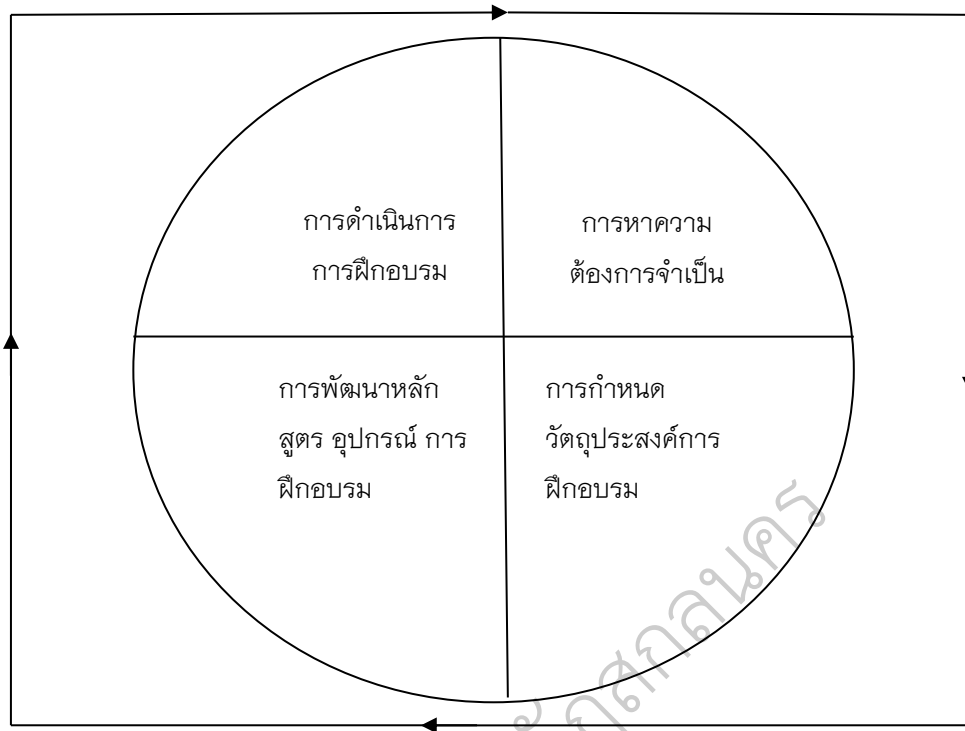 การดำเนินการ
การฝึกอบรม
การหาความ
ต้องการจำเป็น
การพัฒนาหลัก
สูตร อุปกรณ์ การ
ฝึกอบรม
การกำหนด
วัตถุประสงค์การ
ฝึกอบรม